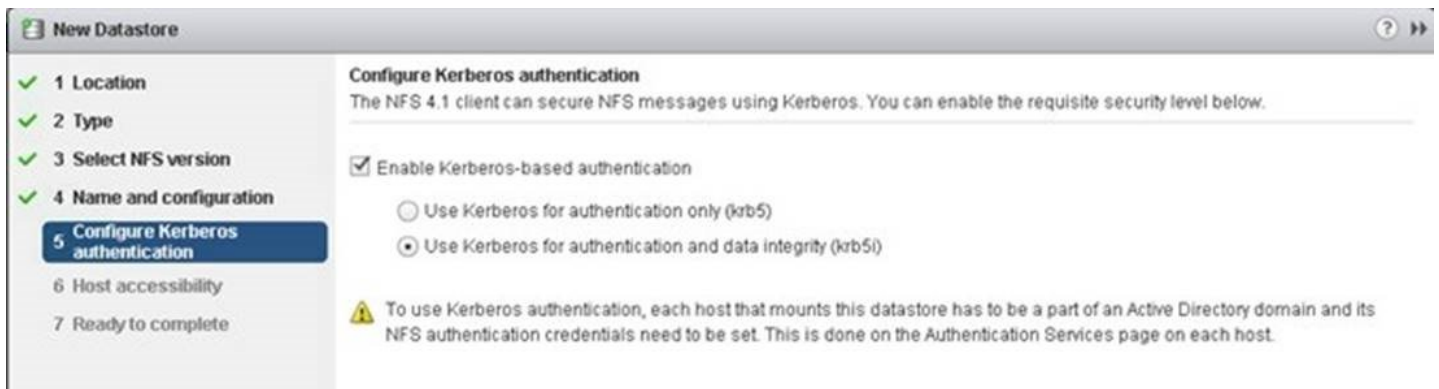 New Datastore
?
1 Location
2 Type
3 Select NFS version
4 Name and configuration
5 Configure Kerberos
authentication
6 Host accessibility
7 Ready to complete
Configure Kerberos authentication
The NFS 4.1 client can secure NFS messages using Kerberos. You can enable the requisite security level below.
Enable Kerberos-based authentication
Use Kerberos for authentication only (krb5)
Use Kerberos for authentication and data integrity (krb5i)
To use Kerberos authentication, each host that mounts this datastore has to be a part of an Active Directory domain and its
NFS authentication credentials need to be set. This is done on the Authentication Services page on each host.